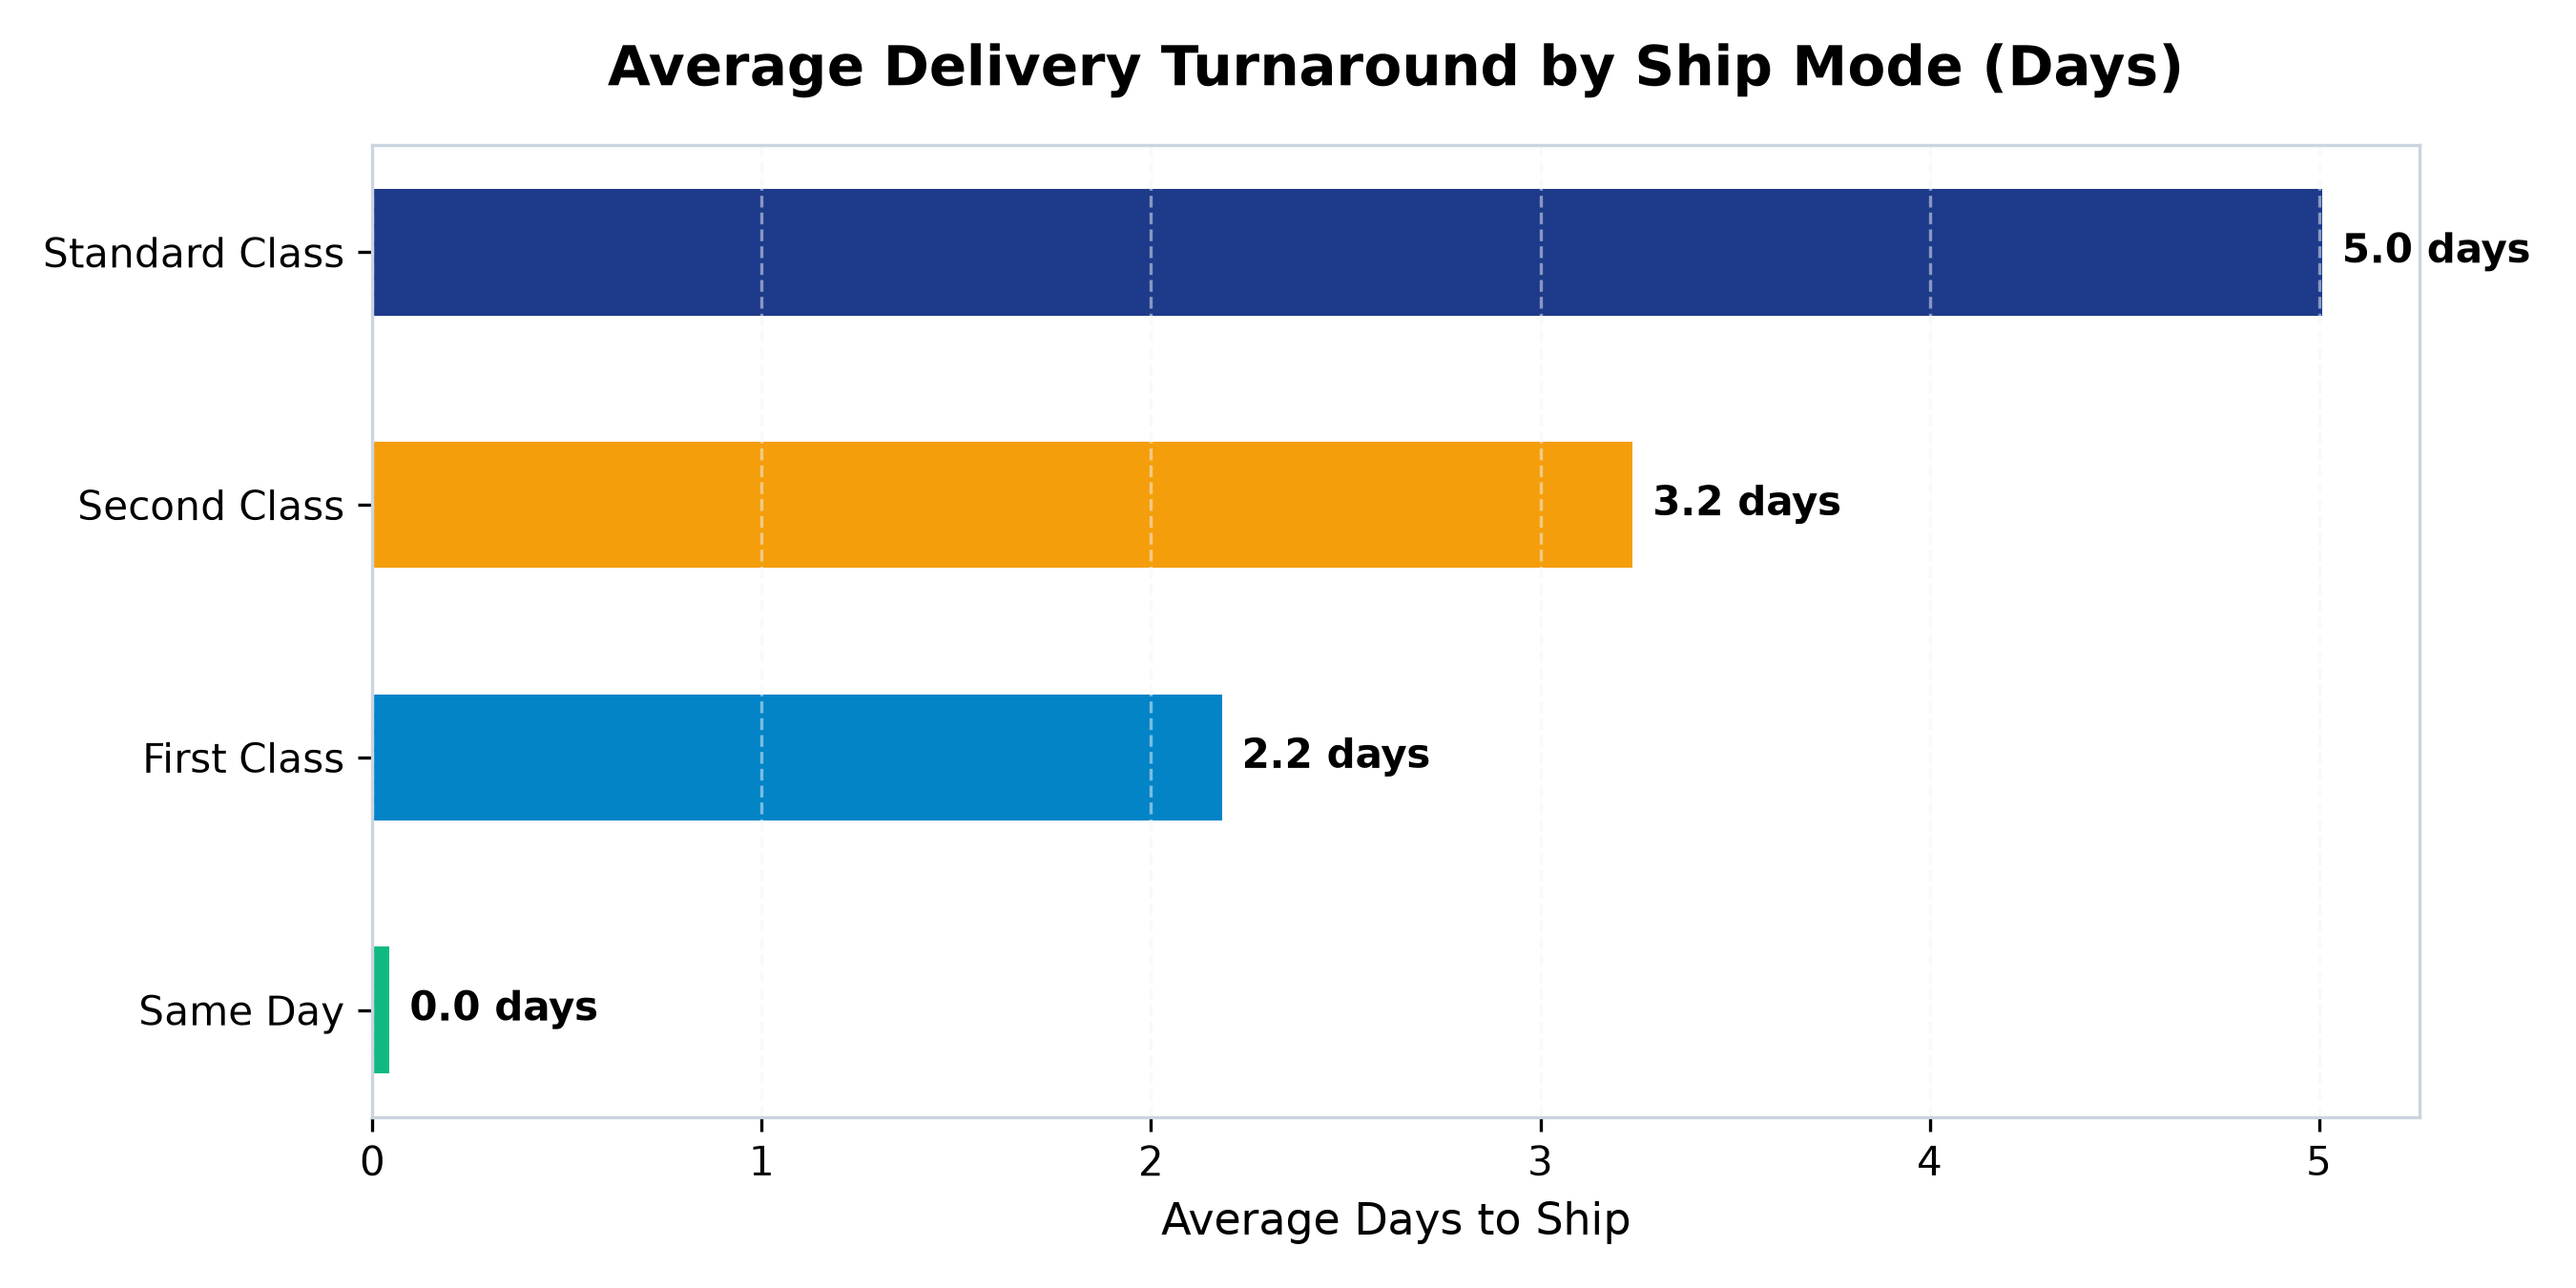 Average Delivery Turnaround by Ship Mode (Days)
Standard Class
5.0 days
Second Class
3.2 days
First Class
2.2 days
Same Day
0.0 days
0 1 2 3 4 5
Average Days to Ship